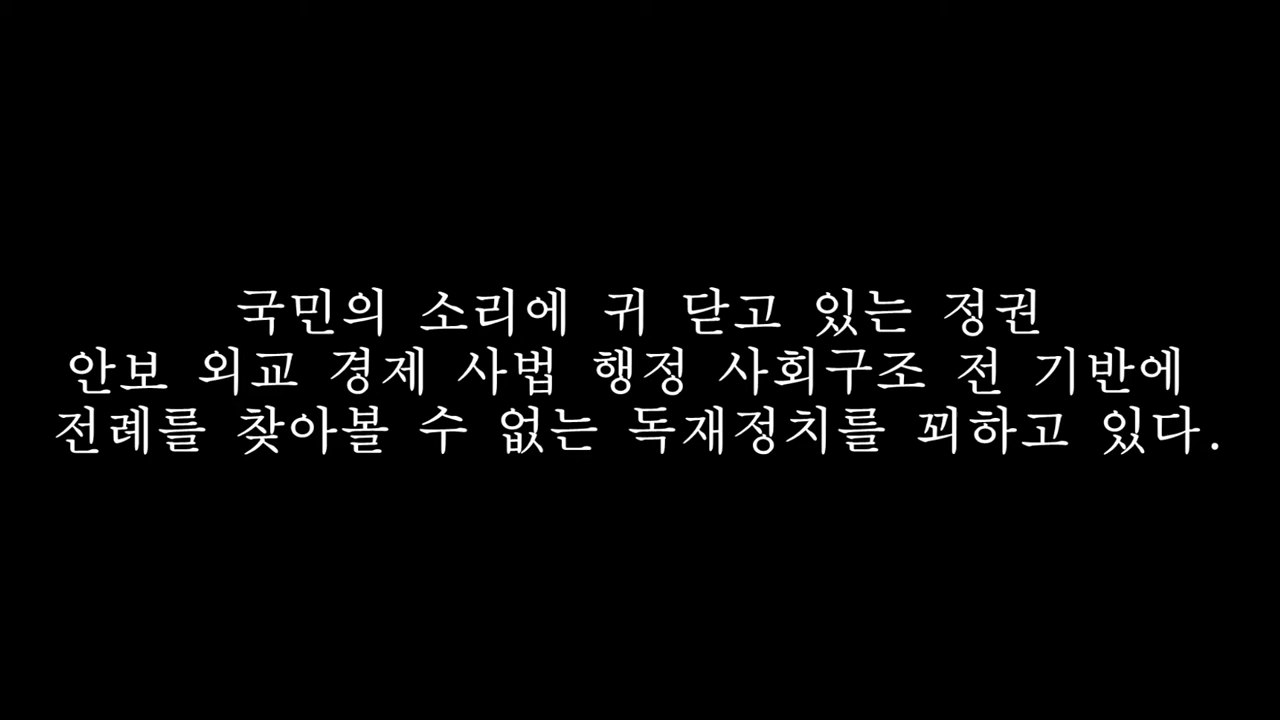 국민의 소리에 귀 닫고 있는 정권
안보 외교 경제 사법 행정 사회구조 전 기반에
전례를 찾아볼 수 없는 독재정치를 꾀하고 있다.